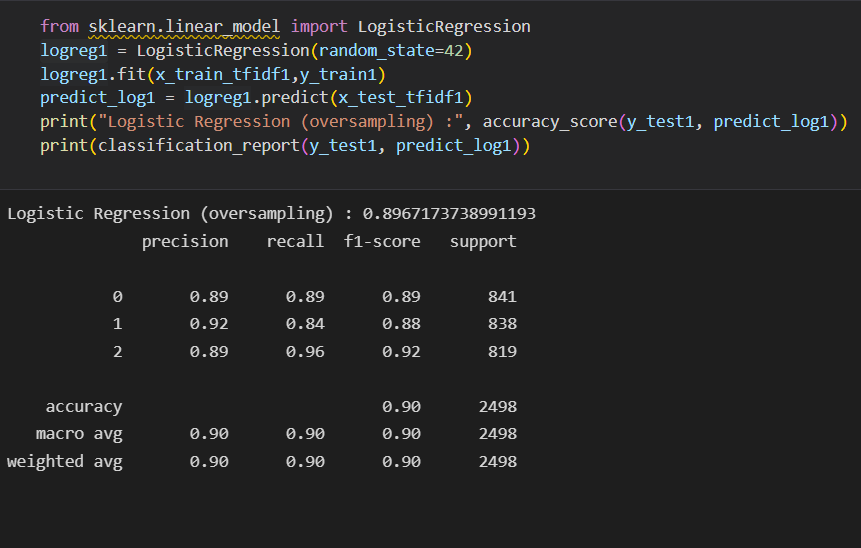 from sklearn.linear_model import LogisticRegression
logreg1 = LogisticRegression(random_state=42)
logreg1.fit(x_train_tfidf1,y_train1)
predict_log1 = logreg1.predict(x_test_tfidf1)
print("Logistic Regression (oversampling) :", accuracy_score(y_test1, predict_log1))
print(classification_report(y_test1, predict_log1))
Logistic Regression (oversampling) : 0.8967173738991193
precision recall f1-score support
0 0.89 0.89 0.89 841
1 0.92 0.84 0.88 838
2 0.89 0.96 0.92 819
accuracy 0.90 2498
macro avg 0.90 0.90 0.90 2498
weighted avg 0.90 0.90 0.90 2498